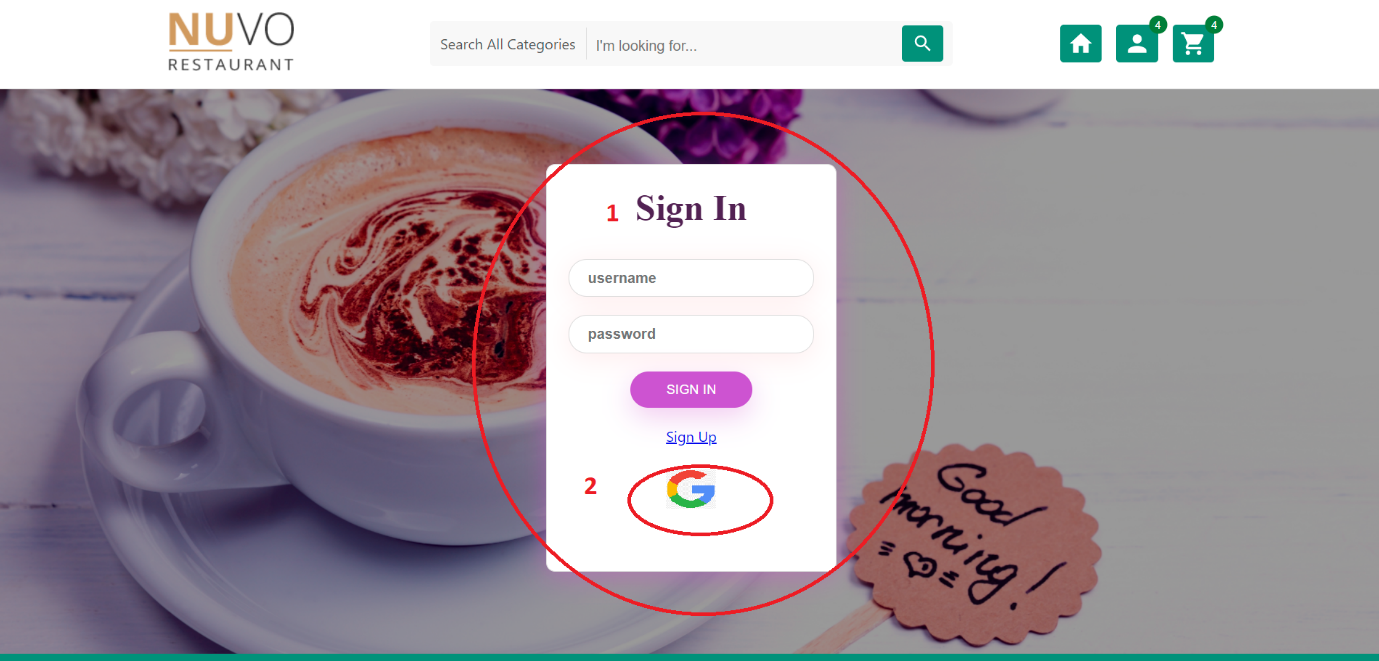 NUVO
RESTAURANT
Search All Categories
I'm looking for...
4
4
1 Sign In
username
password
SIGN IN
Sign Up
2
Good
morning!